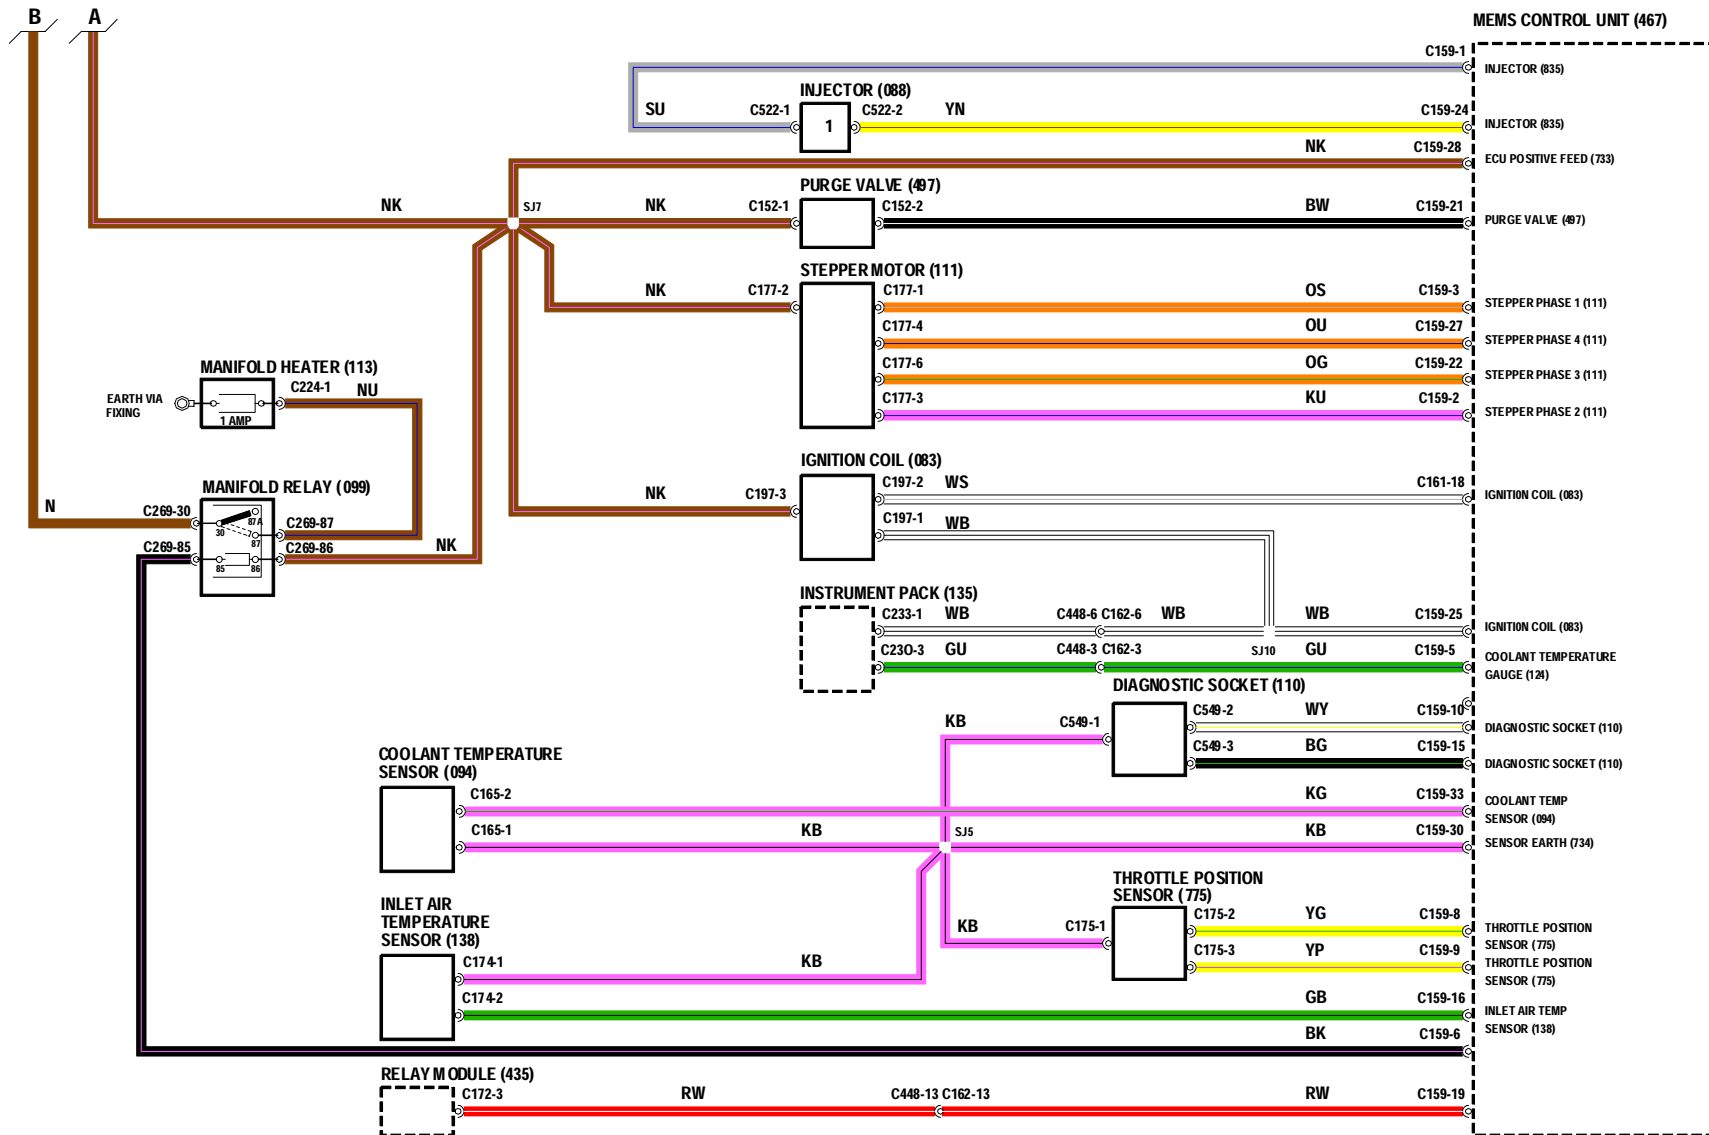 B A
MEMS CONTROL UNIT (467)
C159-1
INJECTOR (835)
INJECTOR (088)
SU C522-1 1 C522-2 YN C159-24
INJECTOR (835)
NK C159-28
ECU POSITIVE FEED (733)
PURGE VALVE (497)
NK SJ7 NK C152-1 C152-2 BW C159-21
PURGE VALVE (497)
STEPPER MOTOR (111)
NK C177-2 C177-1 OS C159-3
STEPPER PHASE 1 (111)
C177-4 OU C159-27
STEPPER PHASE 4 (111)
C177-6 OG C159-22
STEPPER PHASE 3 (111)
C177-3 KU C159-2
STEPPER PHASE 2 (111)
MANIFOLD HEATER (113)
C224-1 NU
EARTH VIA
FIXING
1 AMP
IGNITION COIL (083)
NK C197-3 C197-2 WS C161-18
IGNITION COIL (083)
C197-1 WB
MANIFOLD RELAY (099)
N C269-30 30 87A 87 C269-87
C269-85 85 86 C269-86 NK
INSTRUMENT PACK (135)
C233-1 WB C448-6 C162-6 WB WB C159-25
IGNITION COIL (083)
C230-3 GU C448-3 C162-3 SJ10 GU C159-5
COOLANT TEMPERATURE
GAUGE (124)
DIAGNOSTIC SOCKET (110)
KB C549-1 C549-2 WY C159-10
DIAGNOSTIC SOCKET (110)
C549-3 BG C159-15
DIAGNOSTIC SOCKET (110)
COOLANT TEMPERATURE
SENSOR (094)
C165-2 KG C159-33
COOLANT TEMP
SENSOR (094)
C165-1 KB SJ5 KB C159-30
SENSOR EARTH (734)
THROTTLE POSITION
SENSOR (775)
KB C175-1 C175-2 YG C159-8
THROTTLE POSITION
SENSOR (775)
C175-3 YP C159-9
THROTTLE POSITION
SENSOR (775)
INLET AIR
TEMPERATURE
SENSOR (138)
C174-1 KB
C174-2 GB C159-16
INLET AIR TEMP
SENSOR (138)
BK C159-6
RELAY MODULE (435)
C172-3 RW C448-13 C162-13 RW C159-19